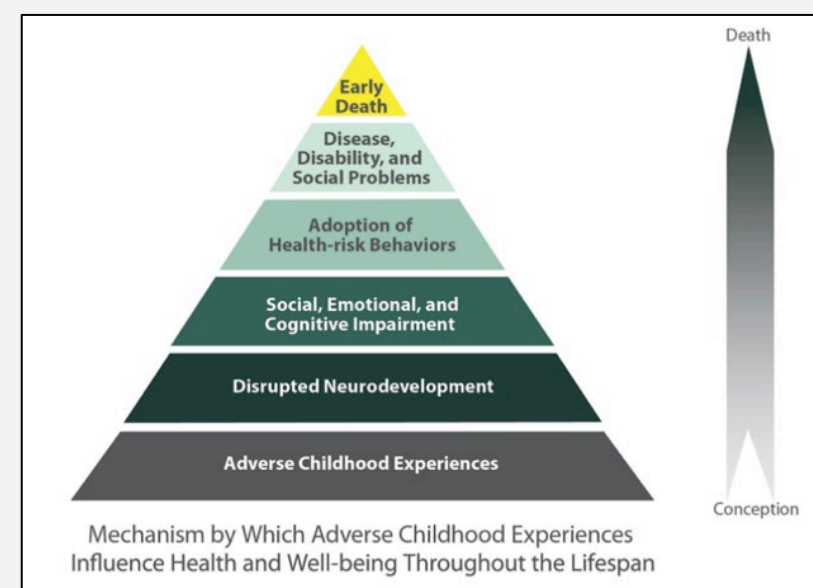 Death
Early
Death
Disease,
Disability, and
Social Problems
Adoption of
Health-risk Behaviors
Social, Emotional, and
Cognitive Impairment
Disrupted Neurodevelopment
Adverse Childhood Experiences
Conception
Mechanism by Which Adverse Childhood Experiences
Influence Health and Well-being Throughout the Lifespan